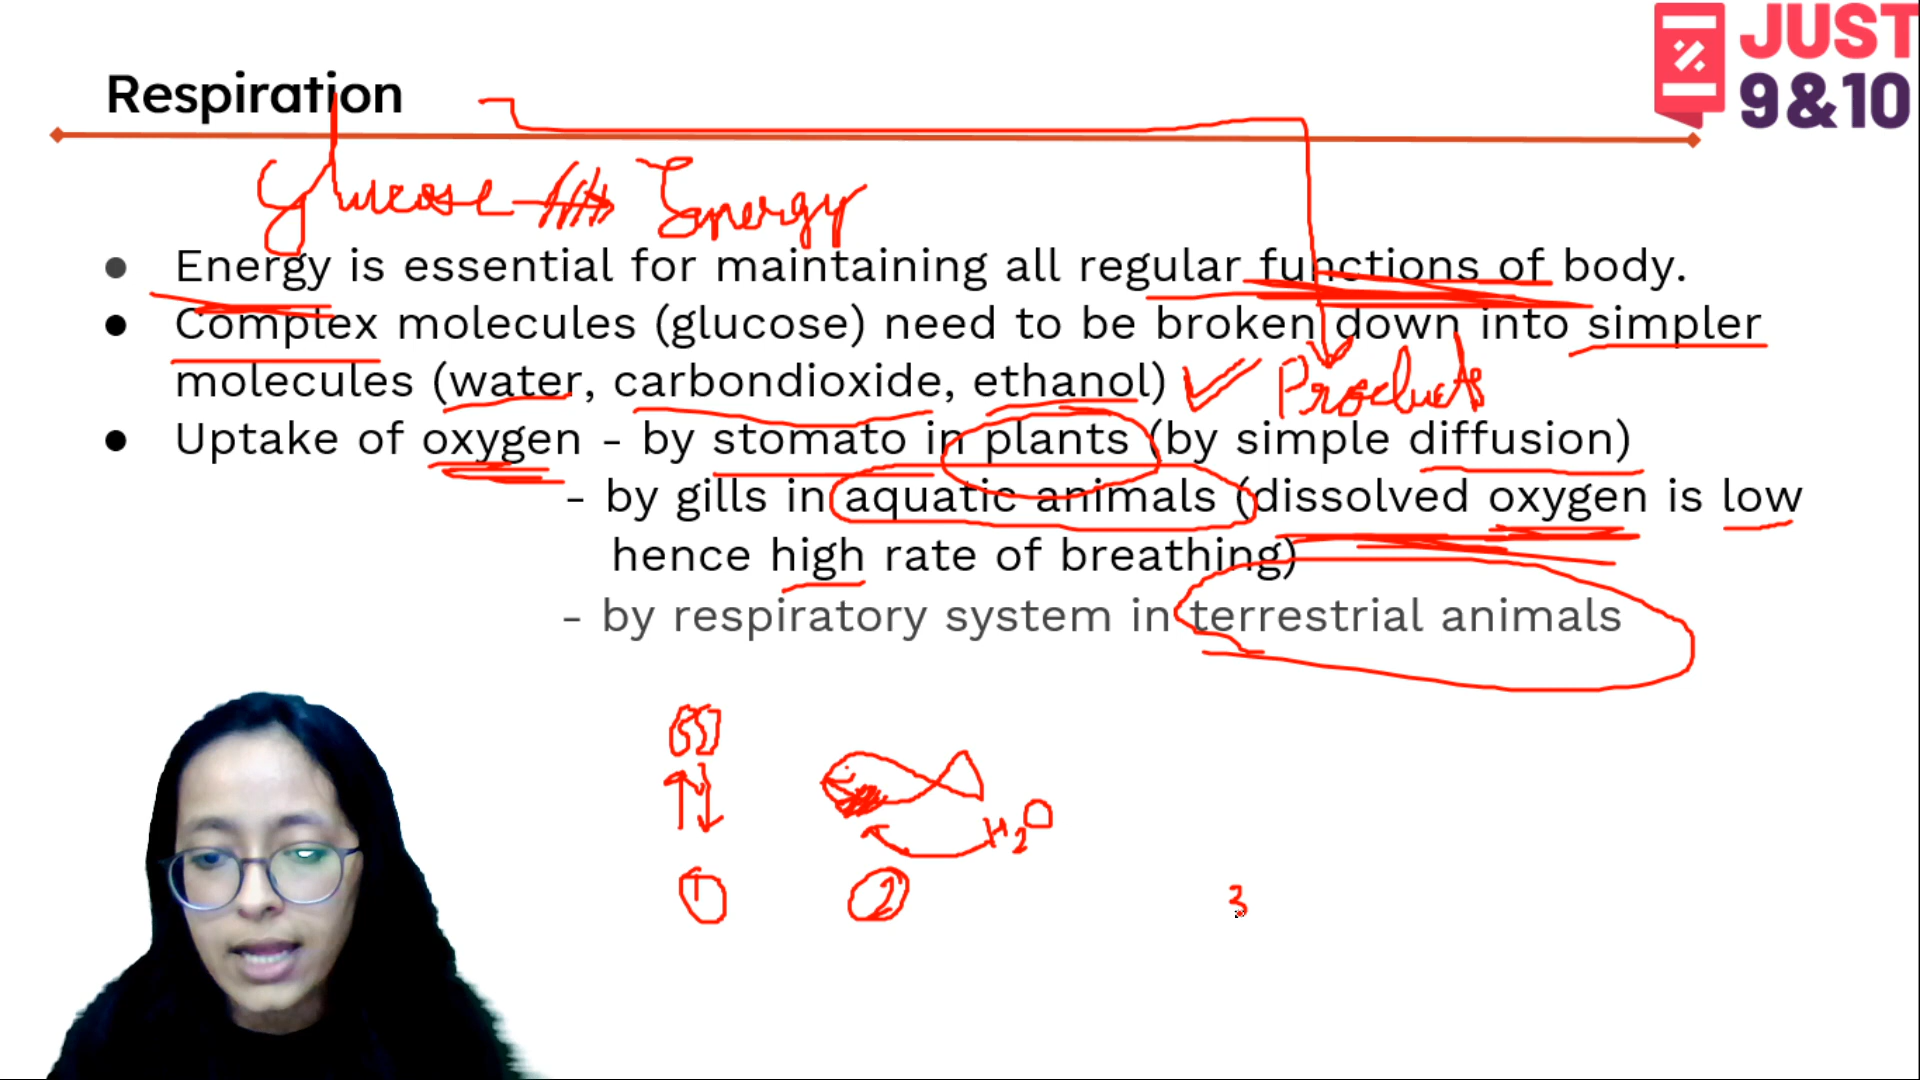 JUST
9&10
Respiration
Glucose Energy
Energy is essential for maintaining all regular functions of body.
Complex molecules (glucose) need to be broken down into simpler
molecules (water, carbondioxide, ethanol) Products
Uptake of oxygen - by stomato in plants (by simple diffusion)
- by gills in aquatic animals (dissolved oxygen is low
hence high rate of breathing)
- by respiratory system in terrestrial animals
H2O
1 2 3